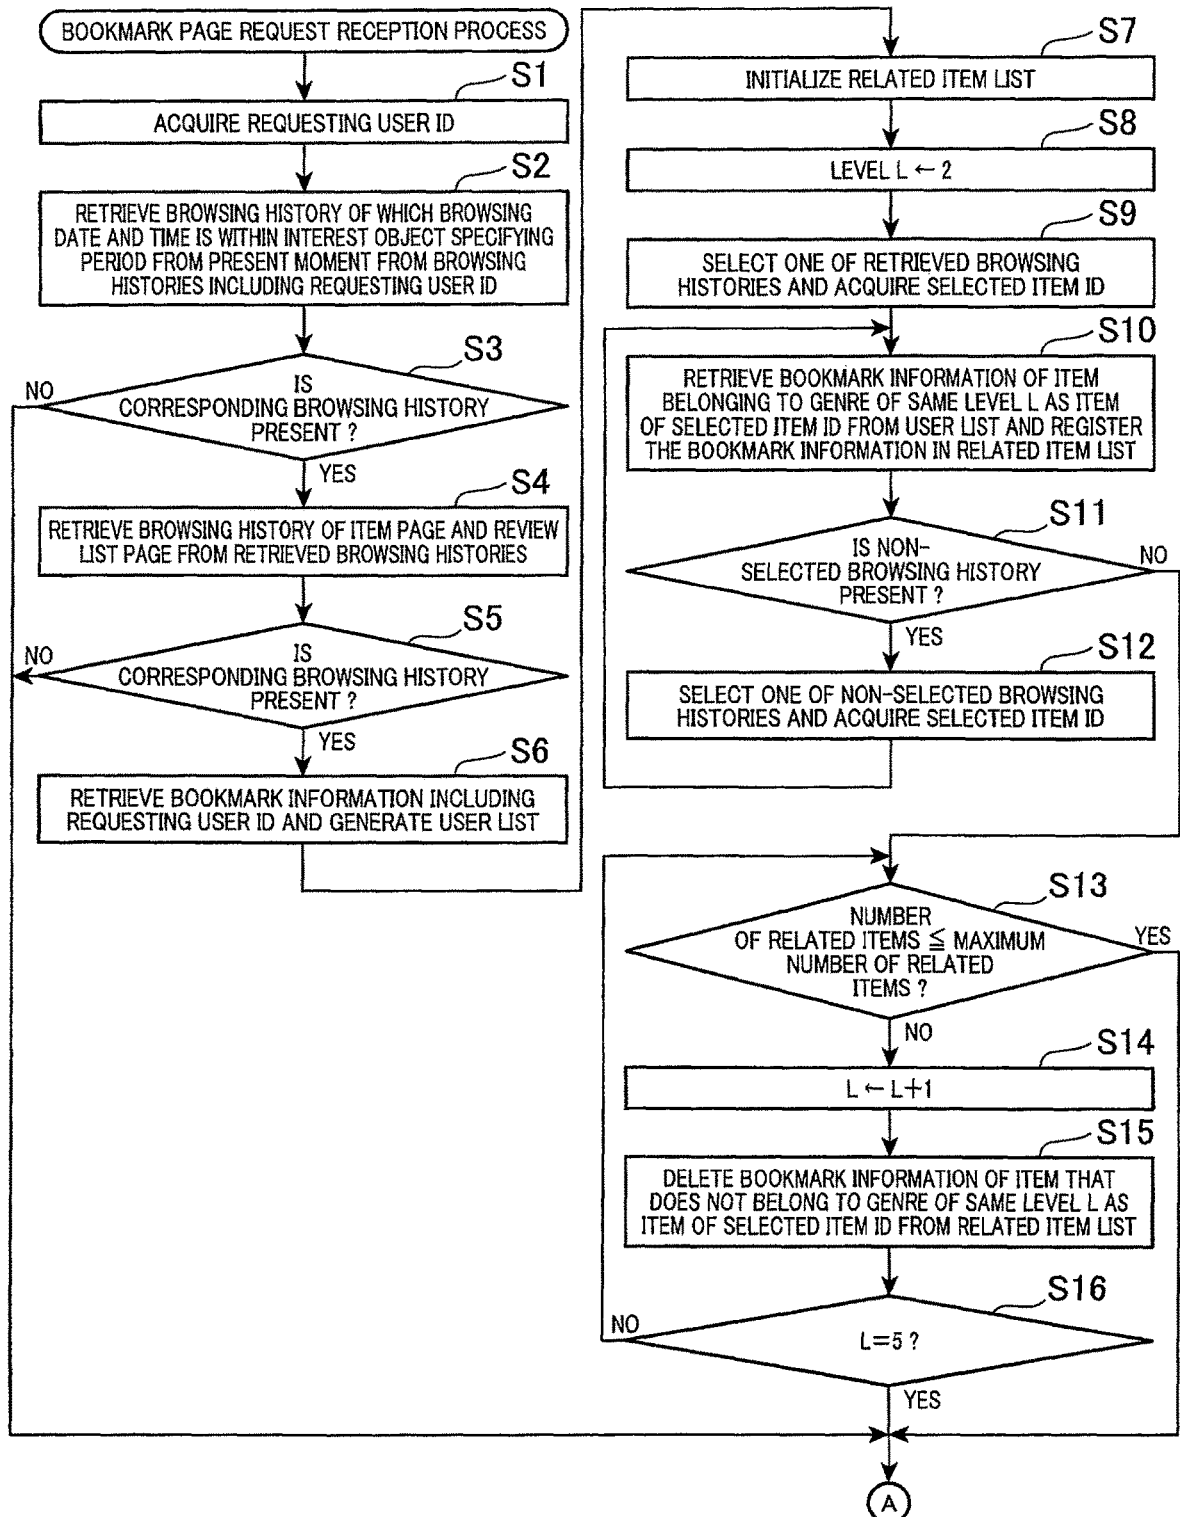 BOOKMARK PAGE REQUEST RECEPTION PROCESS
S1
ACQUIRE REQUESTING USER ID
S2
RETRIEVE BROWSING HISTORY OF WHICH BROWSING
DATE AND TIME IS WITHIN INTEREST OBJECT SPECIFYING
PERIOD FROM PRESENT MOMENT FROM BROWSING
HISTORIES INCLUDING REQUESTING USER ID
S3
NO
IS
CORRESPONDING BROWSING HISTORY
PRESENT ?
YES
S4
RETRIEVE BROWSING HISTORY OF ITEM PAGE AND REVIEW
LIST PAGE FROM RETRIEVED BROWSING HISTORIES
S5
NO
IS
CORRESPONDING BROWSING HISTORY
PRESENT ?
YES
S6
RETRIEVE BOOKMARK INFORMATION INCLUDING
REQUESTING USER ID AND GENERATE USER LIST
S7
INITIALIZE RELATED ITEM LIST
S8
LEVEL L ← 2
S9
SELECT ONE OF RETRIEVED BROWSING
HISTORIES AND ACQUIRE SELECTED ITEM ID
S10
RETRIEVE BOOKMARK INFORMATION OF ITEM
BELONGING TO GENRE OF SAME LEVEL L AS ITEM
OF SELECTED ITEM ID FROM USER LIST AND REGISTER
THE BOOKMARK INFORMATION IN RELATED ITEM LIST
S11
IS NON-
SELECTED BROWSING HISTORY
PRESENT ?
NO
YES
S12
SELECT ONE OF NON-SELECTED BROWSING
HISTORIES AND ACQUIRE SELECTED ITEM ID
S13
NUMBER
OF RELATED ITEMS ≦ MAXIMUM
NUMBER OF RELATED
ITEMS ?
YES
NO
S14
L ← L+1
S15
DELETE BOOKMARK INFORMATION OF ITEM THAT
DOES NOT BELONG TO GENRE OF SAME LEVEL L AS
ITEM OF SELECTED ITEM ID FROM RELATED ITEM LIST
S16
NO
L=5 ?
YES
A